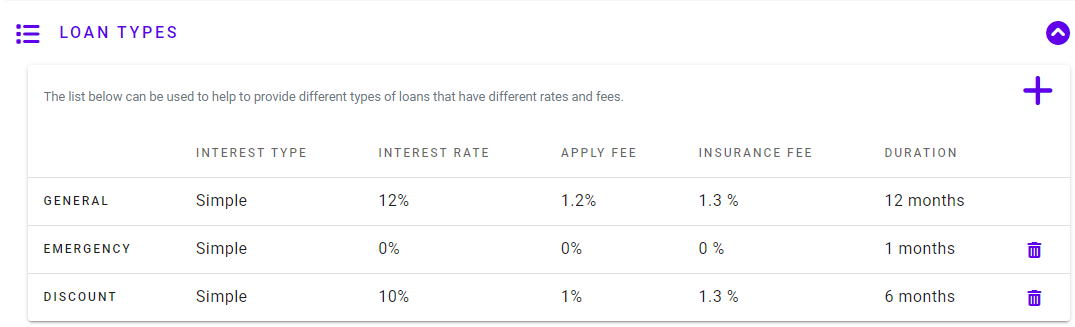 LOAN TYPES
The list below can be used to help to provide different types of loans that have different rates and fees.
INTEREST TYPE INTEREST RATE APPLY FEE INSURANCE FEE DURATION
GENERAL Simple 12% 1.2% 1.3 % 12 months
EMERGENCY Simple 0% 0% 0 % 1 months
DISCOUNT Simple 10% 1% 1.3 % 6 months